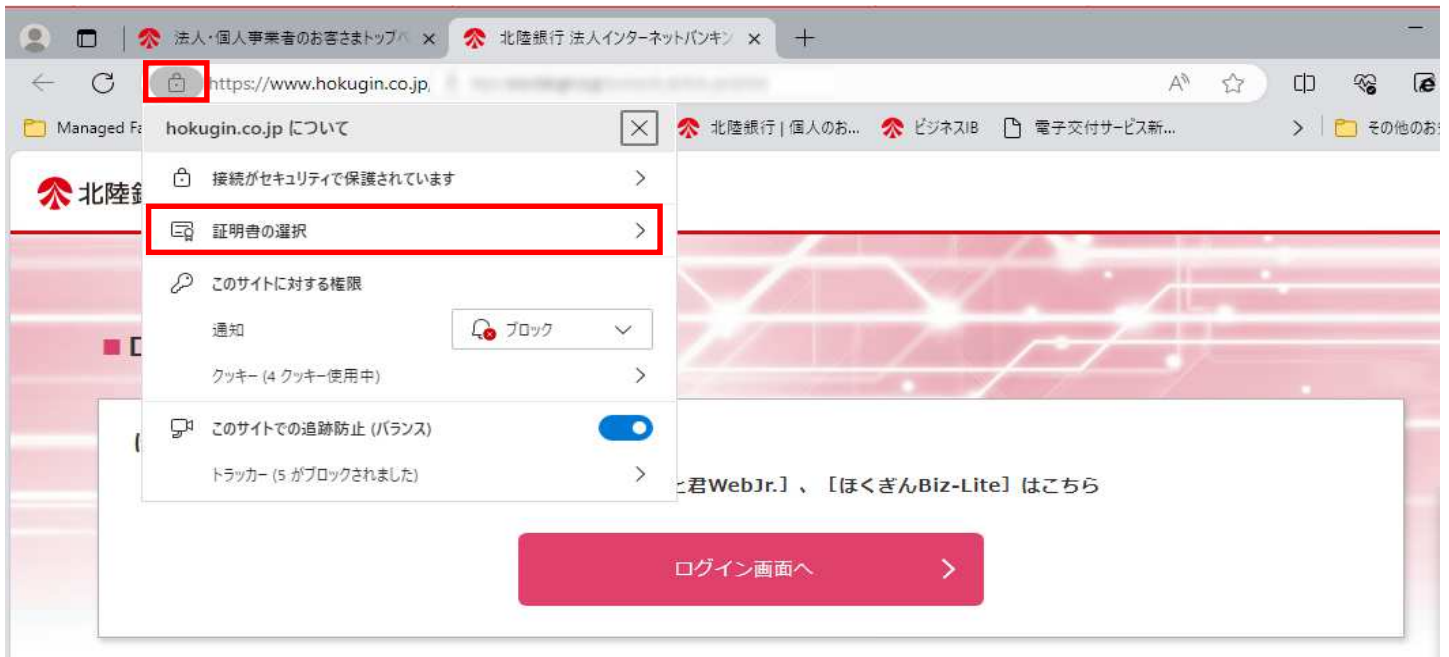 法人・個人事業者のお客さまトップペ
北陸銀行 法人インターネットバンキン
https://www.hokugin.co.jp
Managed Fa
北陸銀行 | 個人のお...
ビジネスIB
電子交付サービス新...
その他のお
hokugin.co.jp について
接続がセキュリティで保護されています
証明書の選択
このサイトに対する権限
通知
ブロック
クッキー (4 クッキー使用中)
このサイトでの追跡防止 (バランス)
トラッカー (5 がブロックされました)
北陸
と君WebJr.］、［ほくぎんBiz-Lite］はこちら
ログイン画面へ